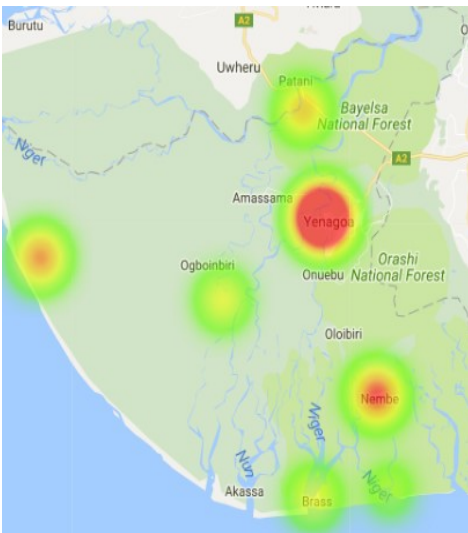 Burutu
A2
Uwheru
Patani
Bayelsa
National Forest
Niger
A2
Amassama
Yenagoa
Ogboinbiri
Onuebu
Orashi
National Forest
Oloibiri
Nembe
Niger
Nun
Niger
Akassa
Brass